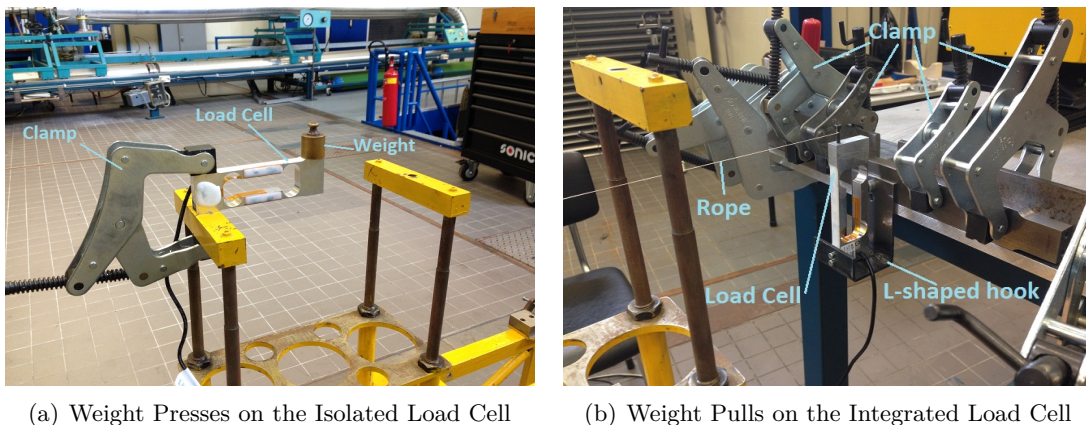 Clamp
Load Cell
Weight
SONIC
Clamp
Rope
Load Cell
L-shaped hook
(a) Weight Presses on the Isolated Load Cell
(b) Weight Pulls on the Integrated Load Cell